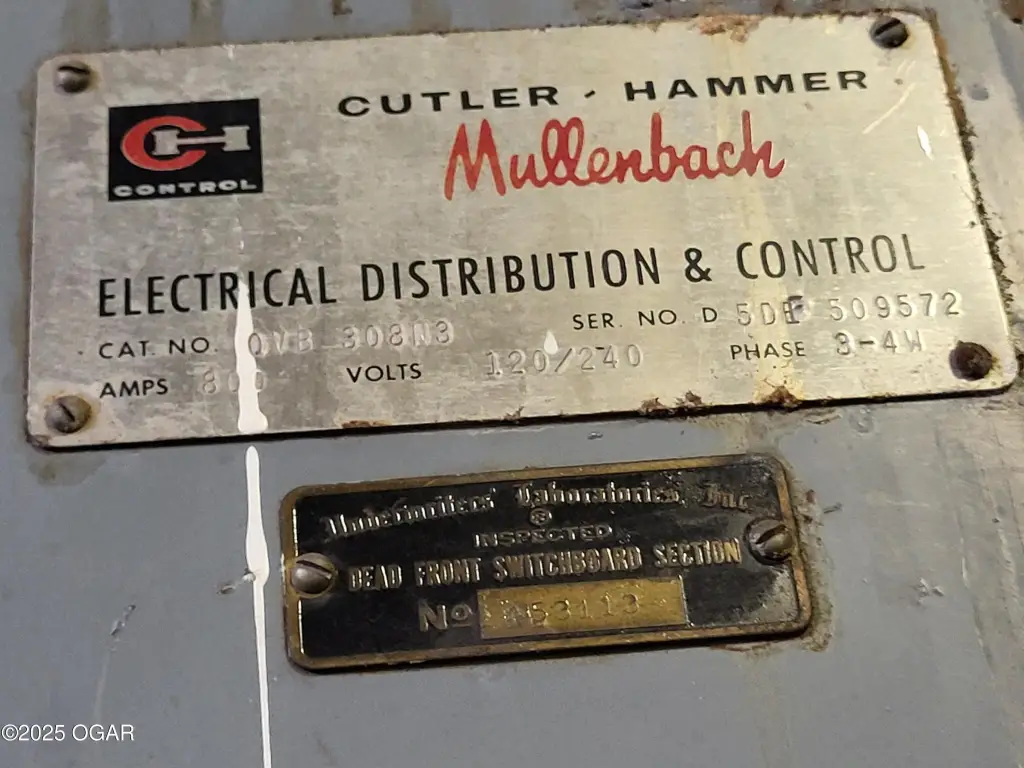 CUTLER - HAMMER
Mullenbach
CH
CONTROL
ELECTRICAL DISTRIBUTION & CONTROL
CAT. NO. QVB 308N3 SER. NO. D 5DE 509572
AMPS 800 VOLTS 120/240 PHASE 3-4W
Underwriters' Laboratories, Inc.
®
INSPECTED
DEAD FRONT SWITCHBOARD SECTION
No
©2025 OGAR